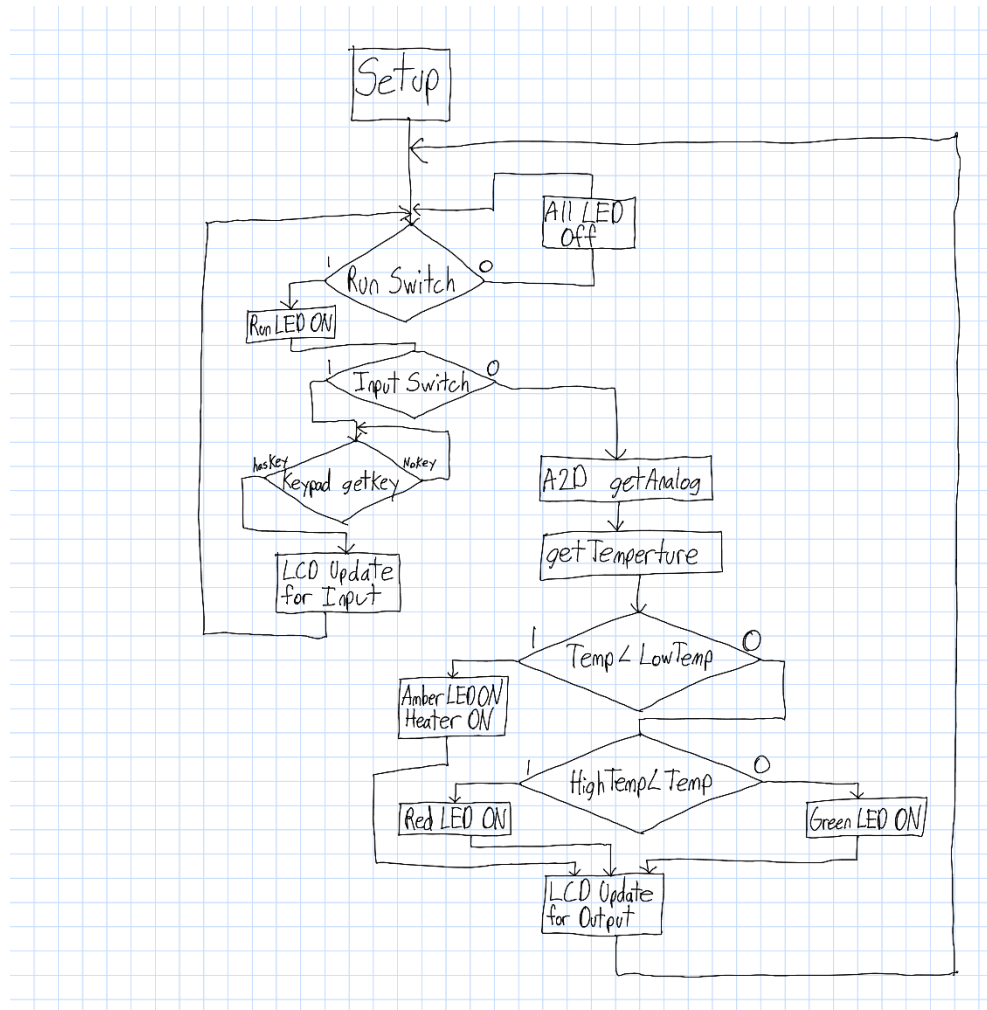 Setup
All LED
Off
1
Run Switch
0
Run LED ON
1
Input Switch
0
hasKey
Keypad getkey
NoKey
A2D getAnalog
getTemperture
LCD Update
for Input
1
Temp < LowTemp
0
Amber LED ON
Heater ON
1
HighTemp < Temp
0
Red LED ON
Green LED ON
LCD Update
for Output